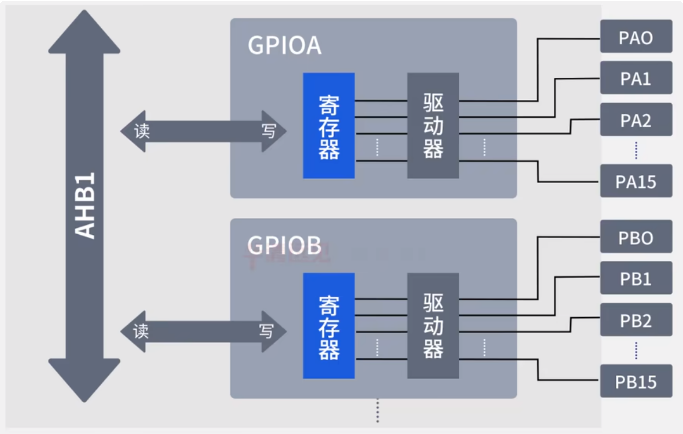 AHB1
GPIOA
读 写
寄存器
驱动器
PA0
PA1
PA2
PA15
GPIOB
读 写
寄存器
驱动器
PB0
PB1
PB2
PB15